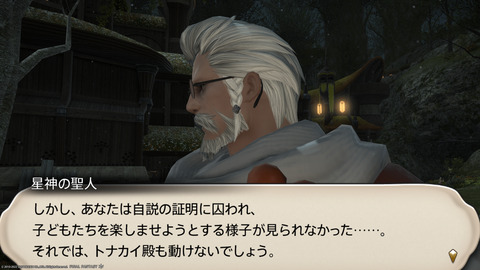 星神の聖人
しかし、あなたは自説の証明に囚われ、
子どもたちを楽しませようとする様子が見られなかった……。
それでは、トナカイ殿も動けないでしょう。